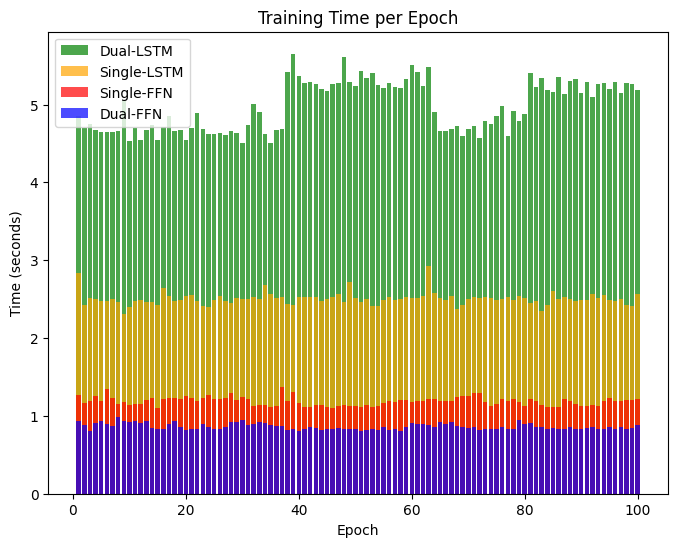 Training Time per Epoch
Dual-LSTM
Single-LSTM
Single-FFN
Dual-FFN
Time (seconds)
5
4
3
2
1
0
0 20 40 60 80 100
Epoch